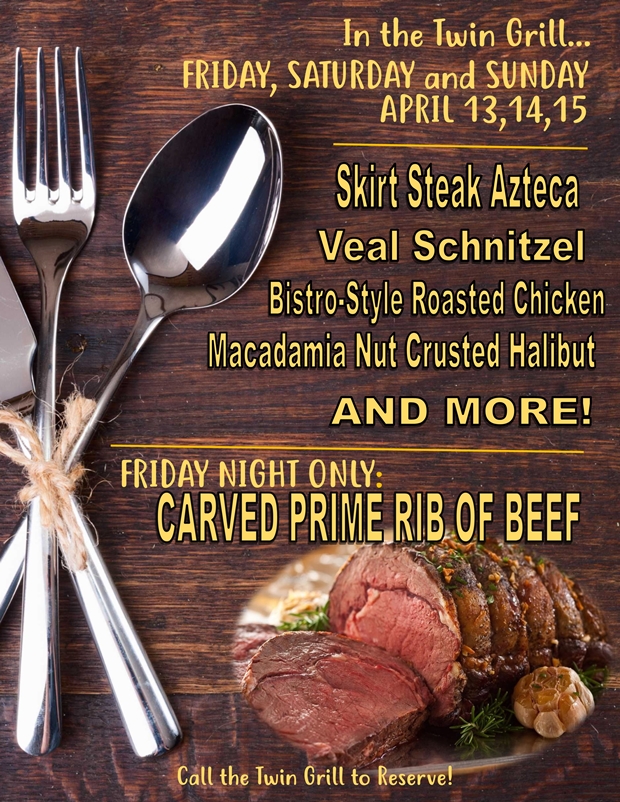 In the Twin Grill...
FRIDAY, SATURDAY and SUNDAY
APRIL 13,14,15
Skirt Steak Azteca
Veal Schnitzel
Bistro-Style Roasted Chicken
Macadamia Nut Crusted Halibut
AND MORE!
FRIDAY NIGHT ONLY:
CARVED PRIME RIB OF BEEF
Call the Twin Grill to Reserve!